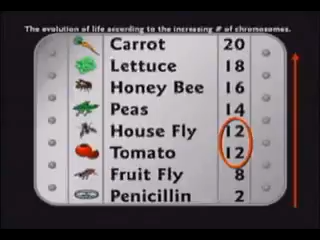 The evolution of life according to the increasing # of chromosomes.
Carrot 20
Lettuce 18
Honey Bee 16
Peas 14
House Fly 12
Tomato 12
Fruit Fly 8
Penicillin 2